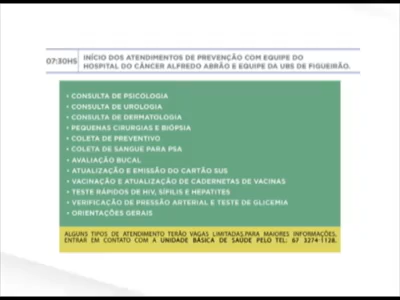 07:30HS
INÍCIO DOS ATENDIMENTOS DE PREVENÇÃO COM EQUIPE DO
HOSPITAL DO CÂNCER ALFREDO ABRÃO E EQUIPE DA UBS DE FIGUEIRÃO.
• CONSULTA DE PSICOLOGIA
• CONSULTA DE UROLOGIA
• CONSULTA DE DERMATOLOGIA
• PEQUENAS CIRURGIAS E BIÓPSIA
• COLETA DE PREVENTIVO
• COLETA DE SANGUE PARA PSA
• AVALIAÇÃO BUCAL
• ATUALIZAÇÃO E EMISSÃO DO CARTÃO SUS
• VACINAÇÃO E ATUALIZAÇÃO DE CADERNETAS DE VACINAS
• TESTE RÁPIDOS DE HIV, SÍFILIS E HEPATITES
• VERIFICAÇÃO DE PRESSÃO ARTERIAL E TESTE DE GLICEMIA
• ORIENTAÇÕES GERAIS
ALGUNS TIPOS DE ATENDIMENTO TERÃO VAGAS LIMITADAS.PARA MAIORES INFORMAÇÕES,
ENTRAR EM CONTATO COM A UNIDADE BÁSICA DE SAÚDE PELO TEL: 67 3274-1128.